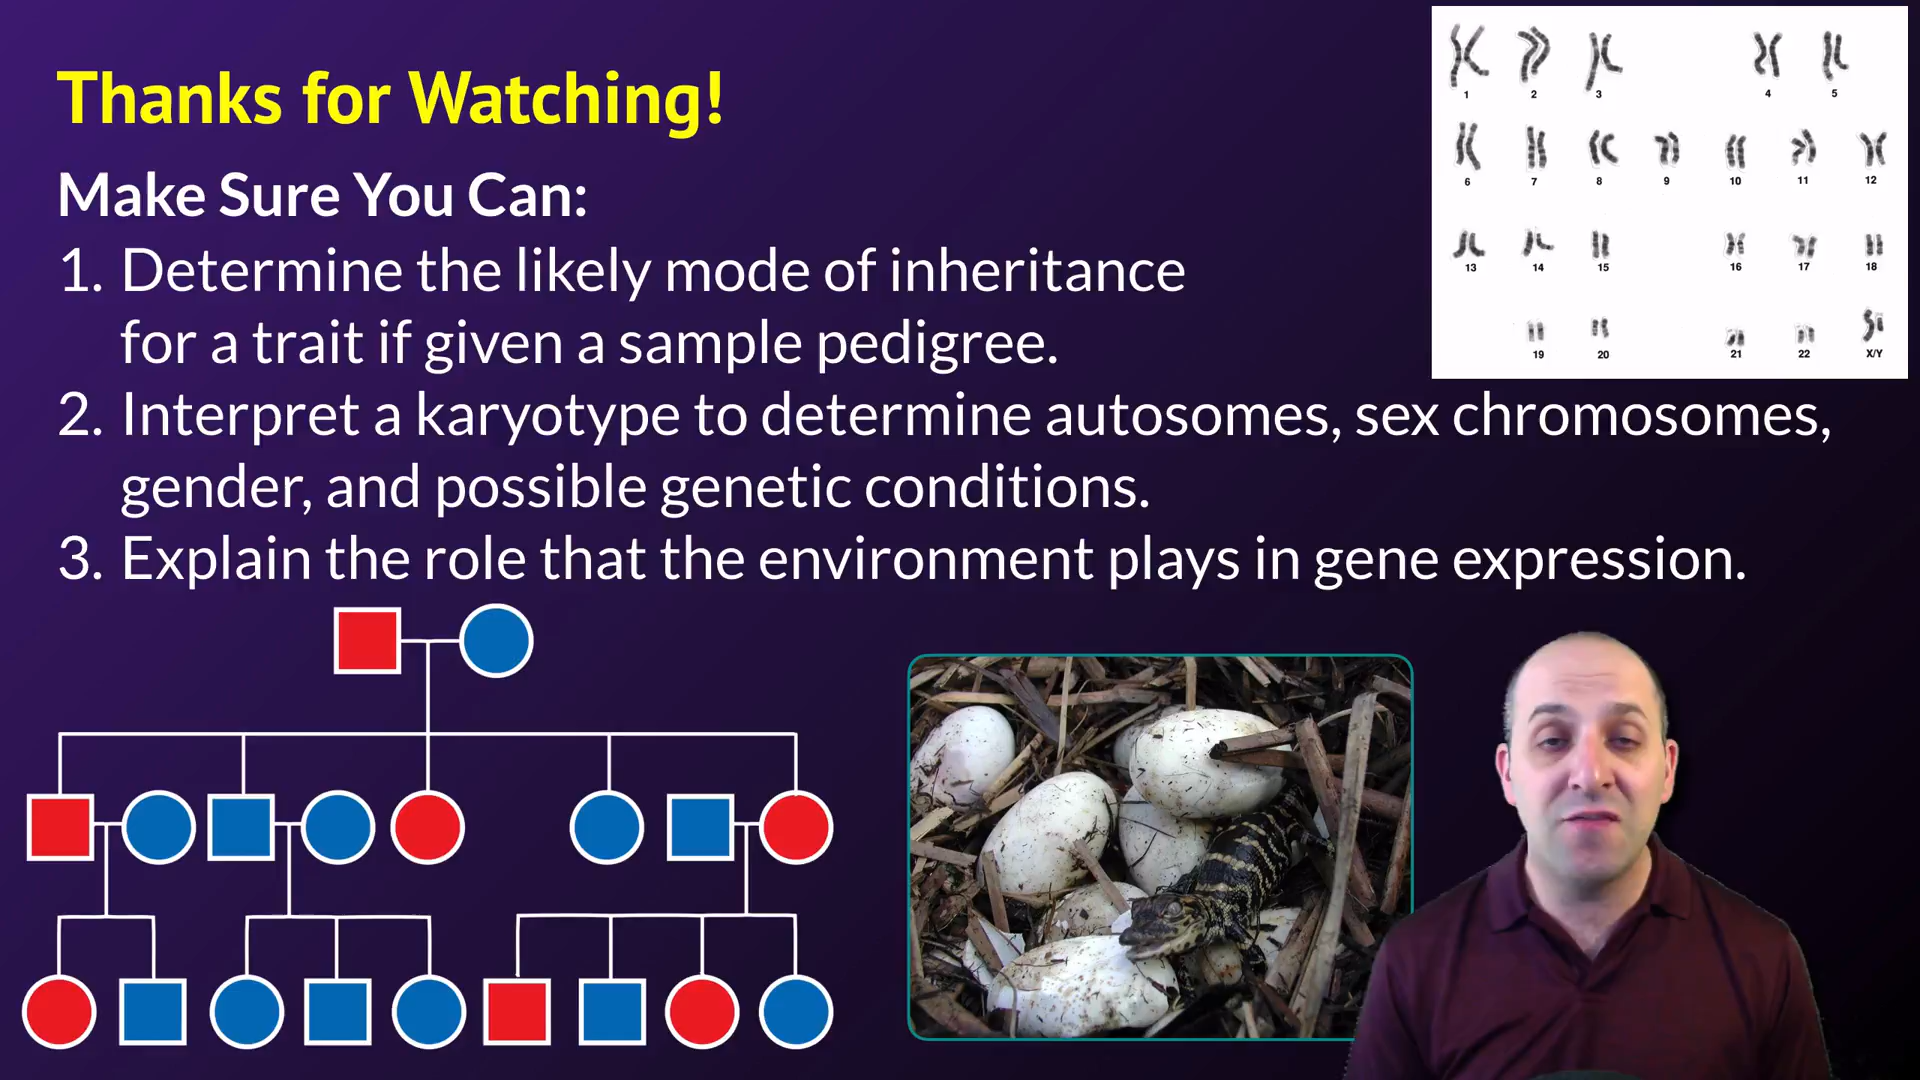 Thanks for Watching!
Make Sure You Can:
1. Determine the likely mode of inheritance
for a trait if given a sample pedigree.
2. Interpret a karyotype to determine autosomes, sex chromosomes,
gender, and possible genetic conditions.
3. Explain the role that the environment plays in gene expression.
1 2 3 4 5
6 7 8 9 10 11 12
13 14 15 16 17 18
19 20 21 22 X/Y